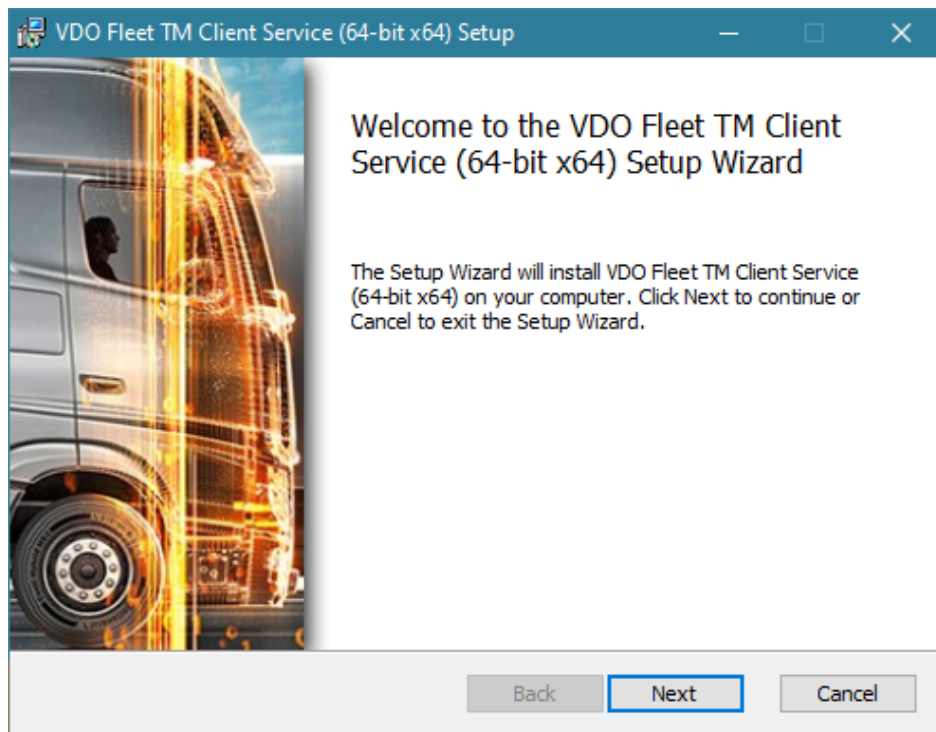 VDO Fleet TM Client Service (64-bit x64) Setup
Welcome to the VDO Fleet TM Client
Service (64-bit x64) Setup Wizard
The Setup Wizard will install VDO Fleet TM Client Service
(64-bit x64) on your computer. Click Next to continue or
Cancel to exit the Setup Wizard.
Back Next Cancel